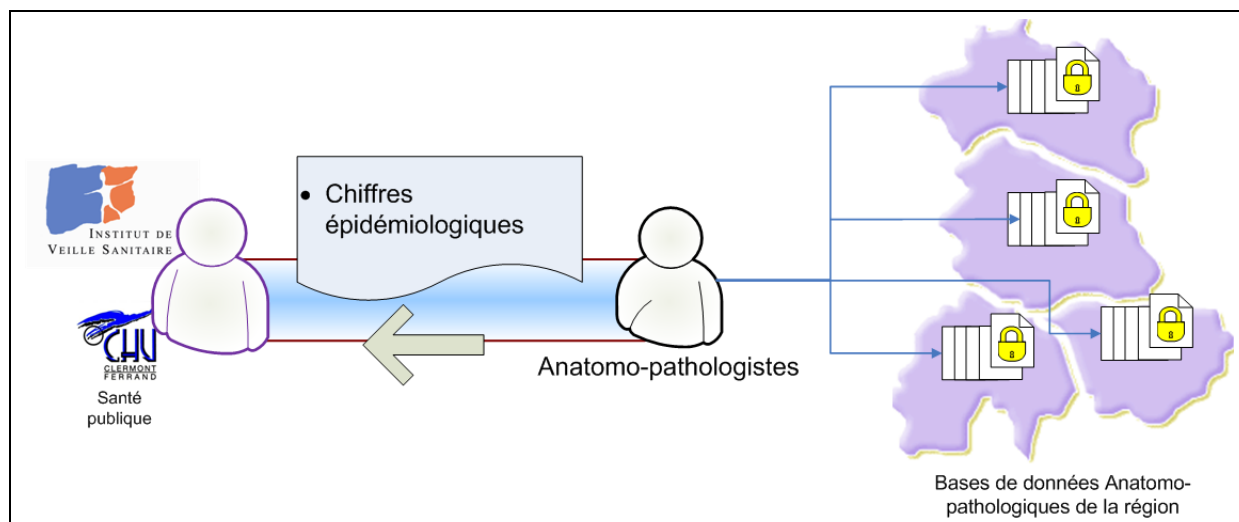 • Chiffres
épidémiologiques
INSTITUT DE
VEILLE SANITAIRE
CHU
CLERMONT
FERRAND
Santé
publique
Anatomo-pathologistes
Bases de données Anatomo-
pathologiques de la région